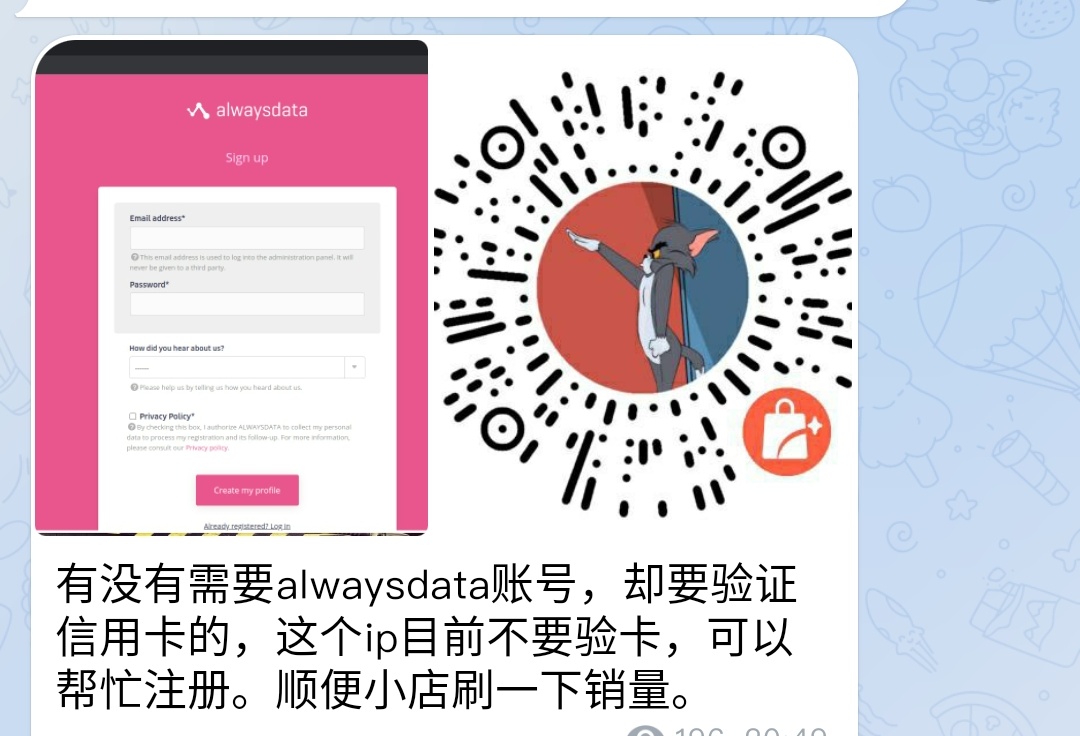 alwaysdata
Sign up
Email address*
This email address is used to log into the administration panel. It will
never be given to a third party.
Password*
How did you hear about us?
Please help us by telling us how you heard about us.
Privacy Policy*
By checking this box, I authorize ALWAYSDATA to collect my personal
data to process my registration and its follow-up. For more information,
please consult our Privacy policy.
Create my profile
Already registered? Log in
有没有需要alwaysdata账号，却要验证
信用卡的，这个ip目前不要验卡，可以
帮忙注册。顺便小店刷一下销量。